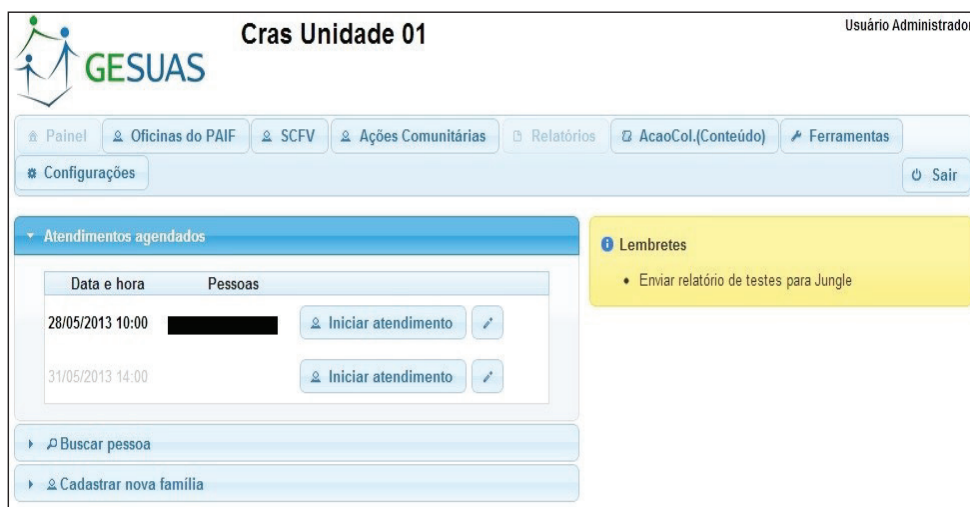 Cras Unidade 01
Usuário Administrador
GESUAS
Painel Oficinas do PAIF SCFV Ações Comunitárias Relatórios AcaoCol.(Conteúdo) Ferramentas
Configurações Sair
Atendimentos agendados
Lembretes
Data e hora Pessoas
• Enviar relatório de testes para Jungle
28/05/2013 10:00 Iniciar atendimento
31/05/2013 14:00 Iniciar atendimento
Buscar pessoa
Cadastrar nova família